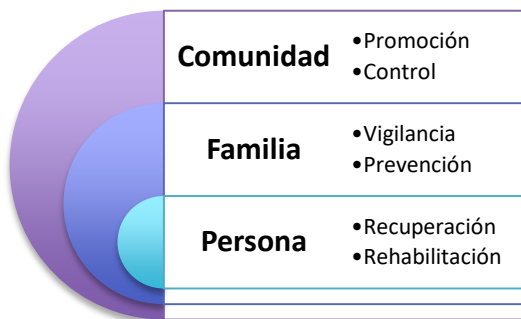 Comunidad
•Promoción
•Control
Familia
•Vigilancia
•Prevención
Persona
•Recuperación
•Rehabilitación